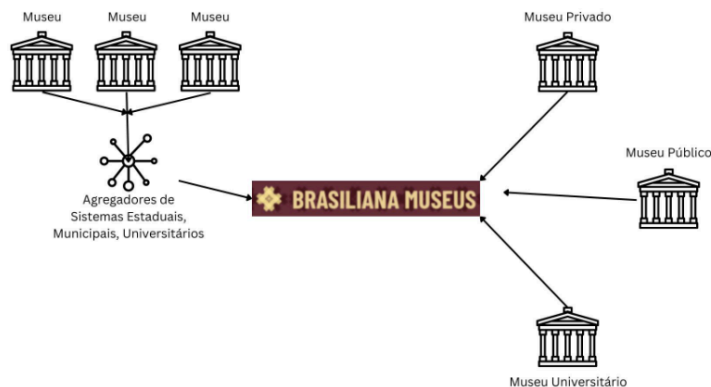 Museu
Museu
Museu
Museu Privado
Museu Público
Agregadores de
Sistemas Estaduais,
Municipais, Universitários
BRASILIANA MUSEUS
Museu Universitário